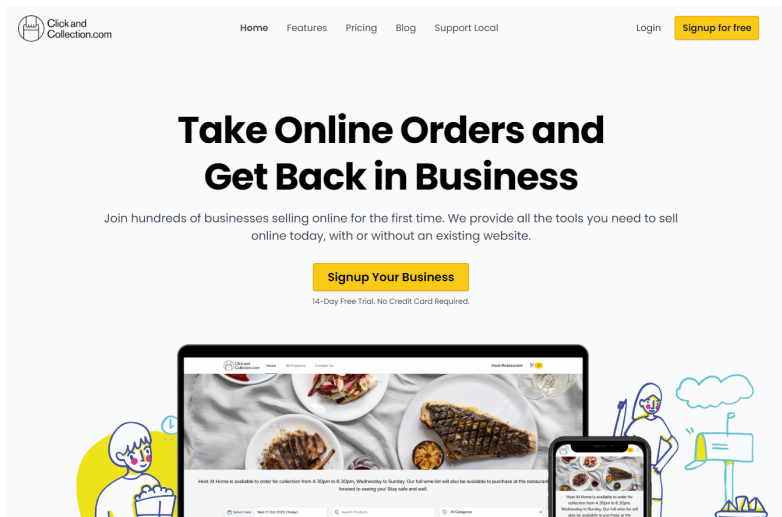 Click and
Collection.com
Home Features Pricing Blog Support Local
Login Signup for free
Take Online Orders and
Get Back in Business
Join hundreds of businesses selling online for the first time. We provide all the tools you need to sell
online today, with or without an existing website.
Signup Your Business
14-Day Free Trial. No Credit Card Required.
Click and
Collection.com
Home All Products Contact Us
Host Restaurant
Host At Home is available to order for collection from 4.30pm to 6.30pm, Wednesday to Sunday. Our full wine list will also be available to purchase at the restaurant
forward to seeing you! Stay safe and well.
Select Date Wed 21 Oct 2020 (Today) Search Products All Categories
Host At Home is available to order for
collection from 4.30pm to 6.30pm,
Wednesday to Sunday. Our full wine list will
also be available to purchase at the